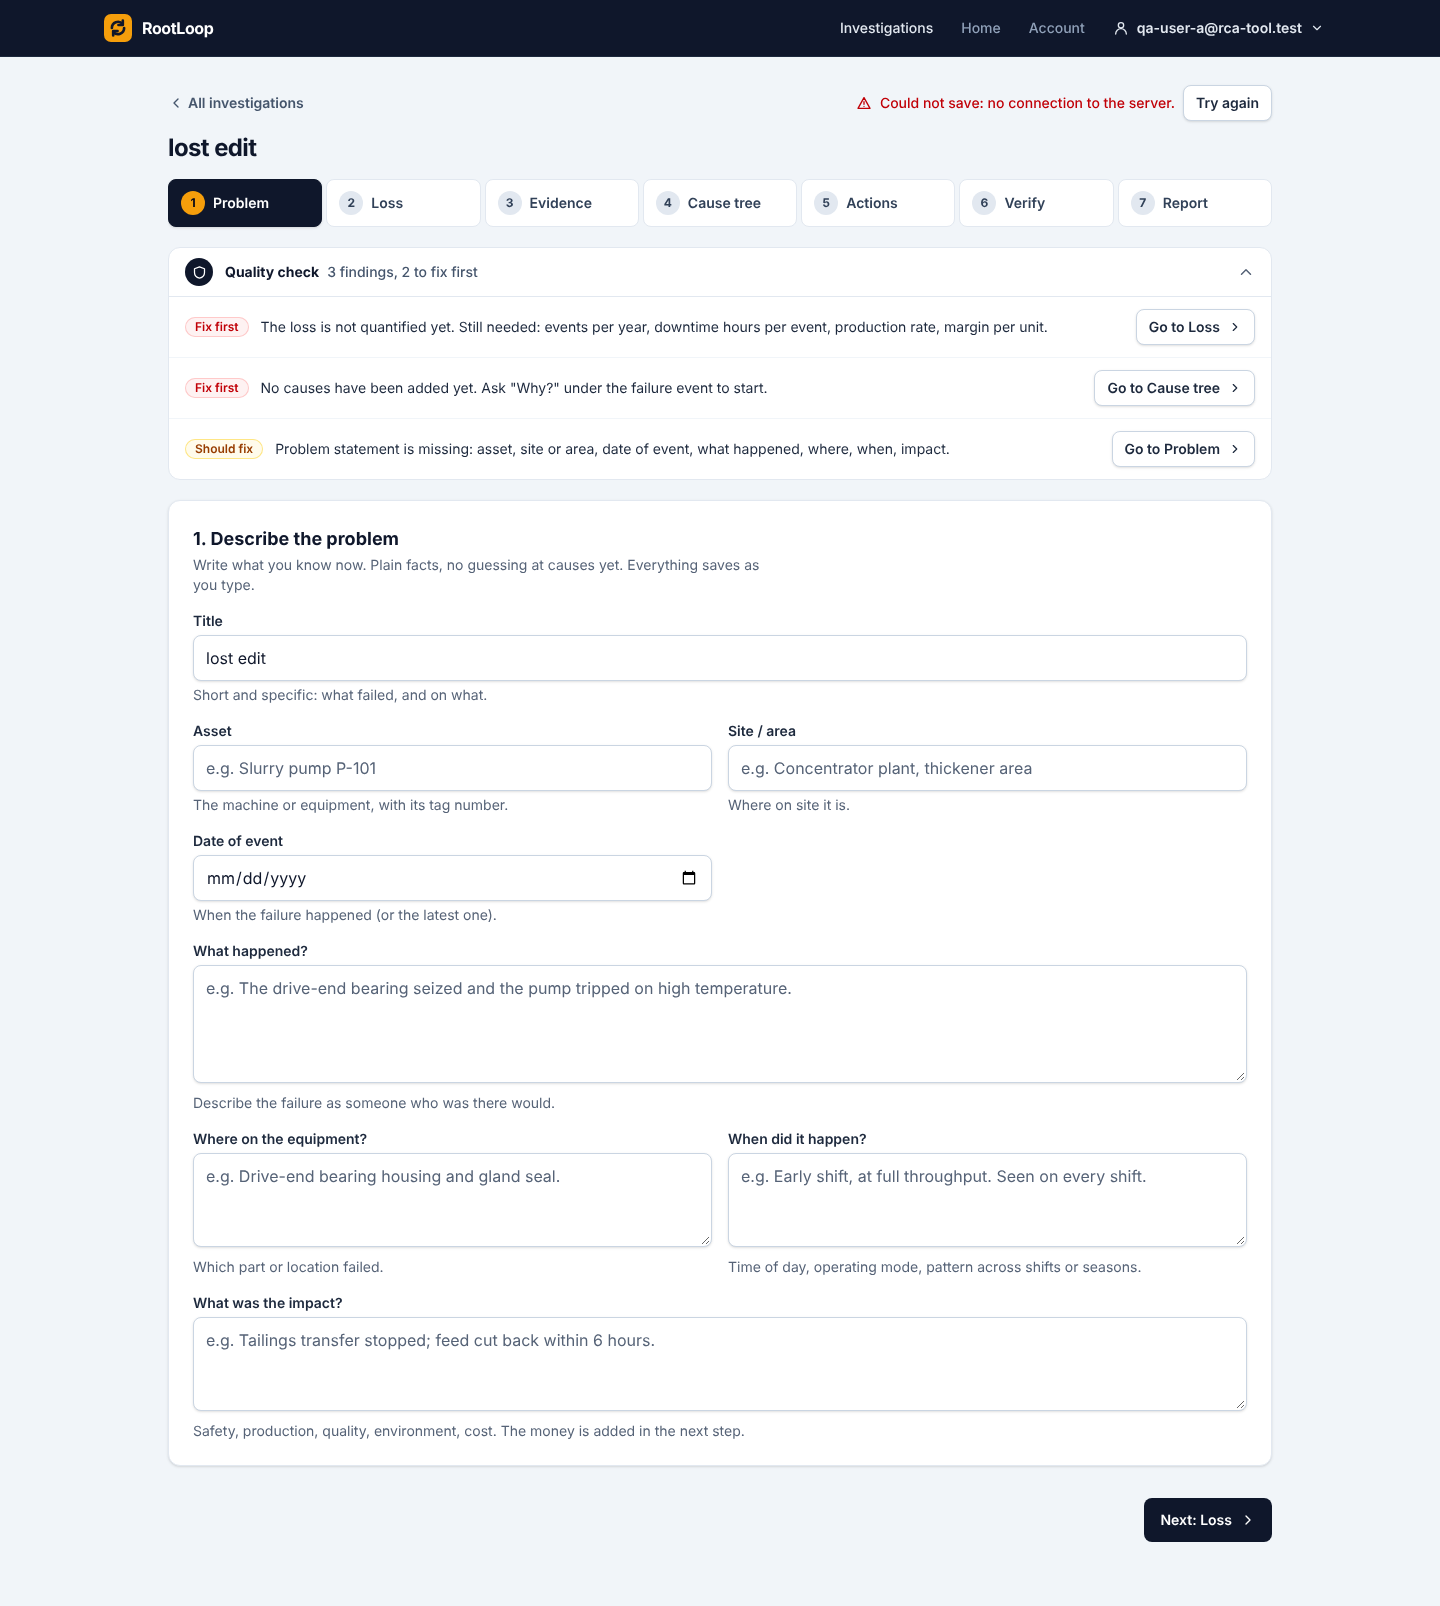 RootLoop
Investigations Home Account qa-user-a@rca-tool.test
All investigations
Could not save: no connection to the server. Try again
lost edit
1 Problem
2 Loss
3 Evidence
4 Cause tree
5 Actions
6 Verify
7 Report
Quality check 3 findings, 2 to fix first
Fix first The loss is not quantified yet. Still needed: events per year, downtime hours per event, production rate, margin per unit. Go to Loss
Fix first No causes have been added yet. Ask "Why?" under the failure event to start. Go to Cause tree
Should fix Problem statement is missing: asset, site or area, date of event, what happened, where, when, impact. Go to Problem
1. Describe the problem
Write what you know now. Plain facts, no guessing at causes yet. Everything saves as
you type.
Title
lost edit
Short and specific: what failed, and on what.
Asset
e.g. Slurry pump P-101
The machine or equipment, with its tag number.
Site / area
e.g. Concentrator plant, thickener area
Where on site it is.
Date of event
mm/dd/yyyy
When the failure happened (or the latest one).
What happened?
e.g. The drive-end bearing seized and the pump tripped on high temperature.
Describe the failure as someone who was there would.
Where on the equipment?
e.g. Drive-end bearing housing and gland seal.
Which part or location failed.
When did it happen?
e.g. Early shift, at full throughput. Seen on every shift.
Time of day, operating mode, pattern across shifts or seasons.
What was the impact?
e.g. Tailings transfer stopped; feed cut back within 6 hours.
Safety, production, quality, environment, cost. The money is added in the next step.
Next: Loss